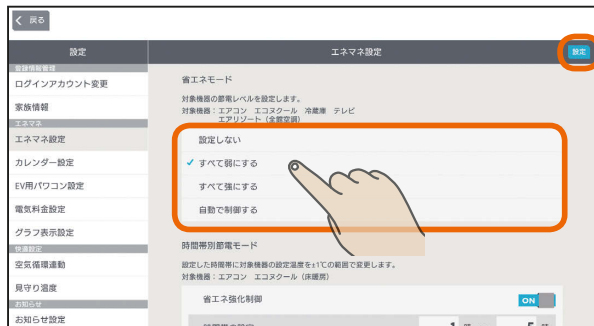 戻る
設定
エネマネ設定
設定
登録情報管理
ログインアカウント変更
家族情報
エネマネ
エネマネ設定
カレンダー設定
EV用パワコン設定
電気料金設定
グラフ表示設定
快適設定
空気循環連動
見守り温度
お知らせ
お知らせ設定
省エネモード
対象機器の節電レベルを設定します。
対象機器：エアコン エコヌクール 冷蔵庫 テレビ
エアリゾート（全館空調）
設定しない
すべて弱にする
すべて強にする
自動で制御する
時間帯別節電モード
設定した時間帯に対象機器の設定温度を±1℃の範囲で変更します。
対象機器：エアコン エコヌクール（床暖房）
省エネ強化制御
ON